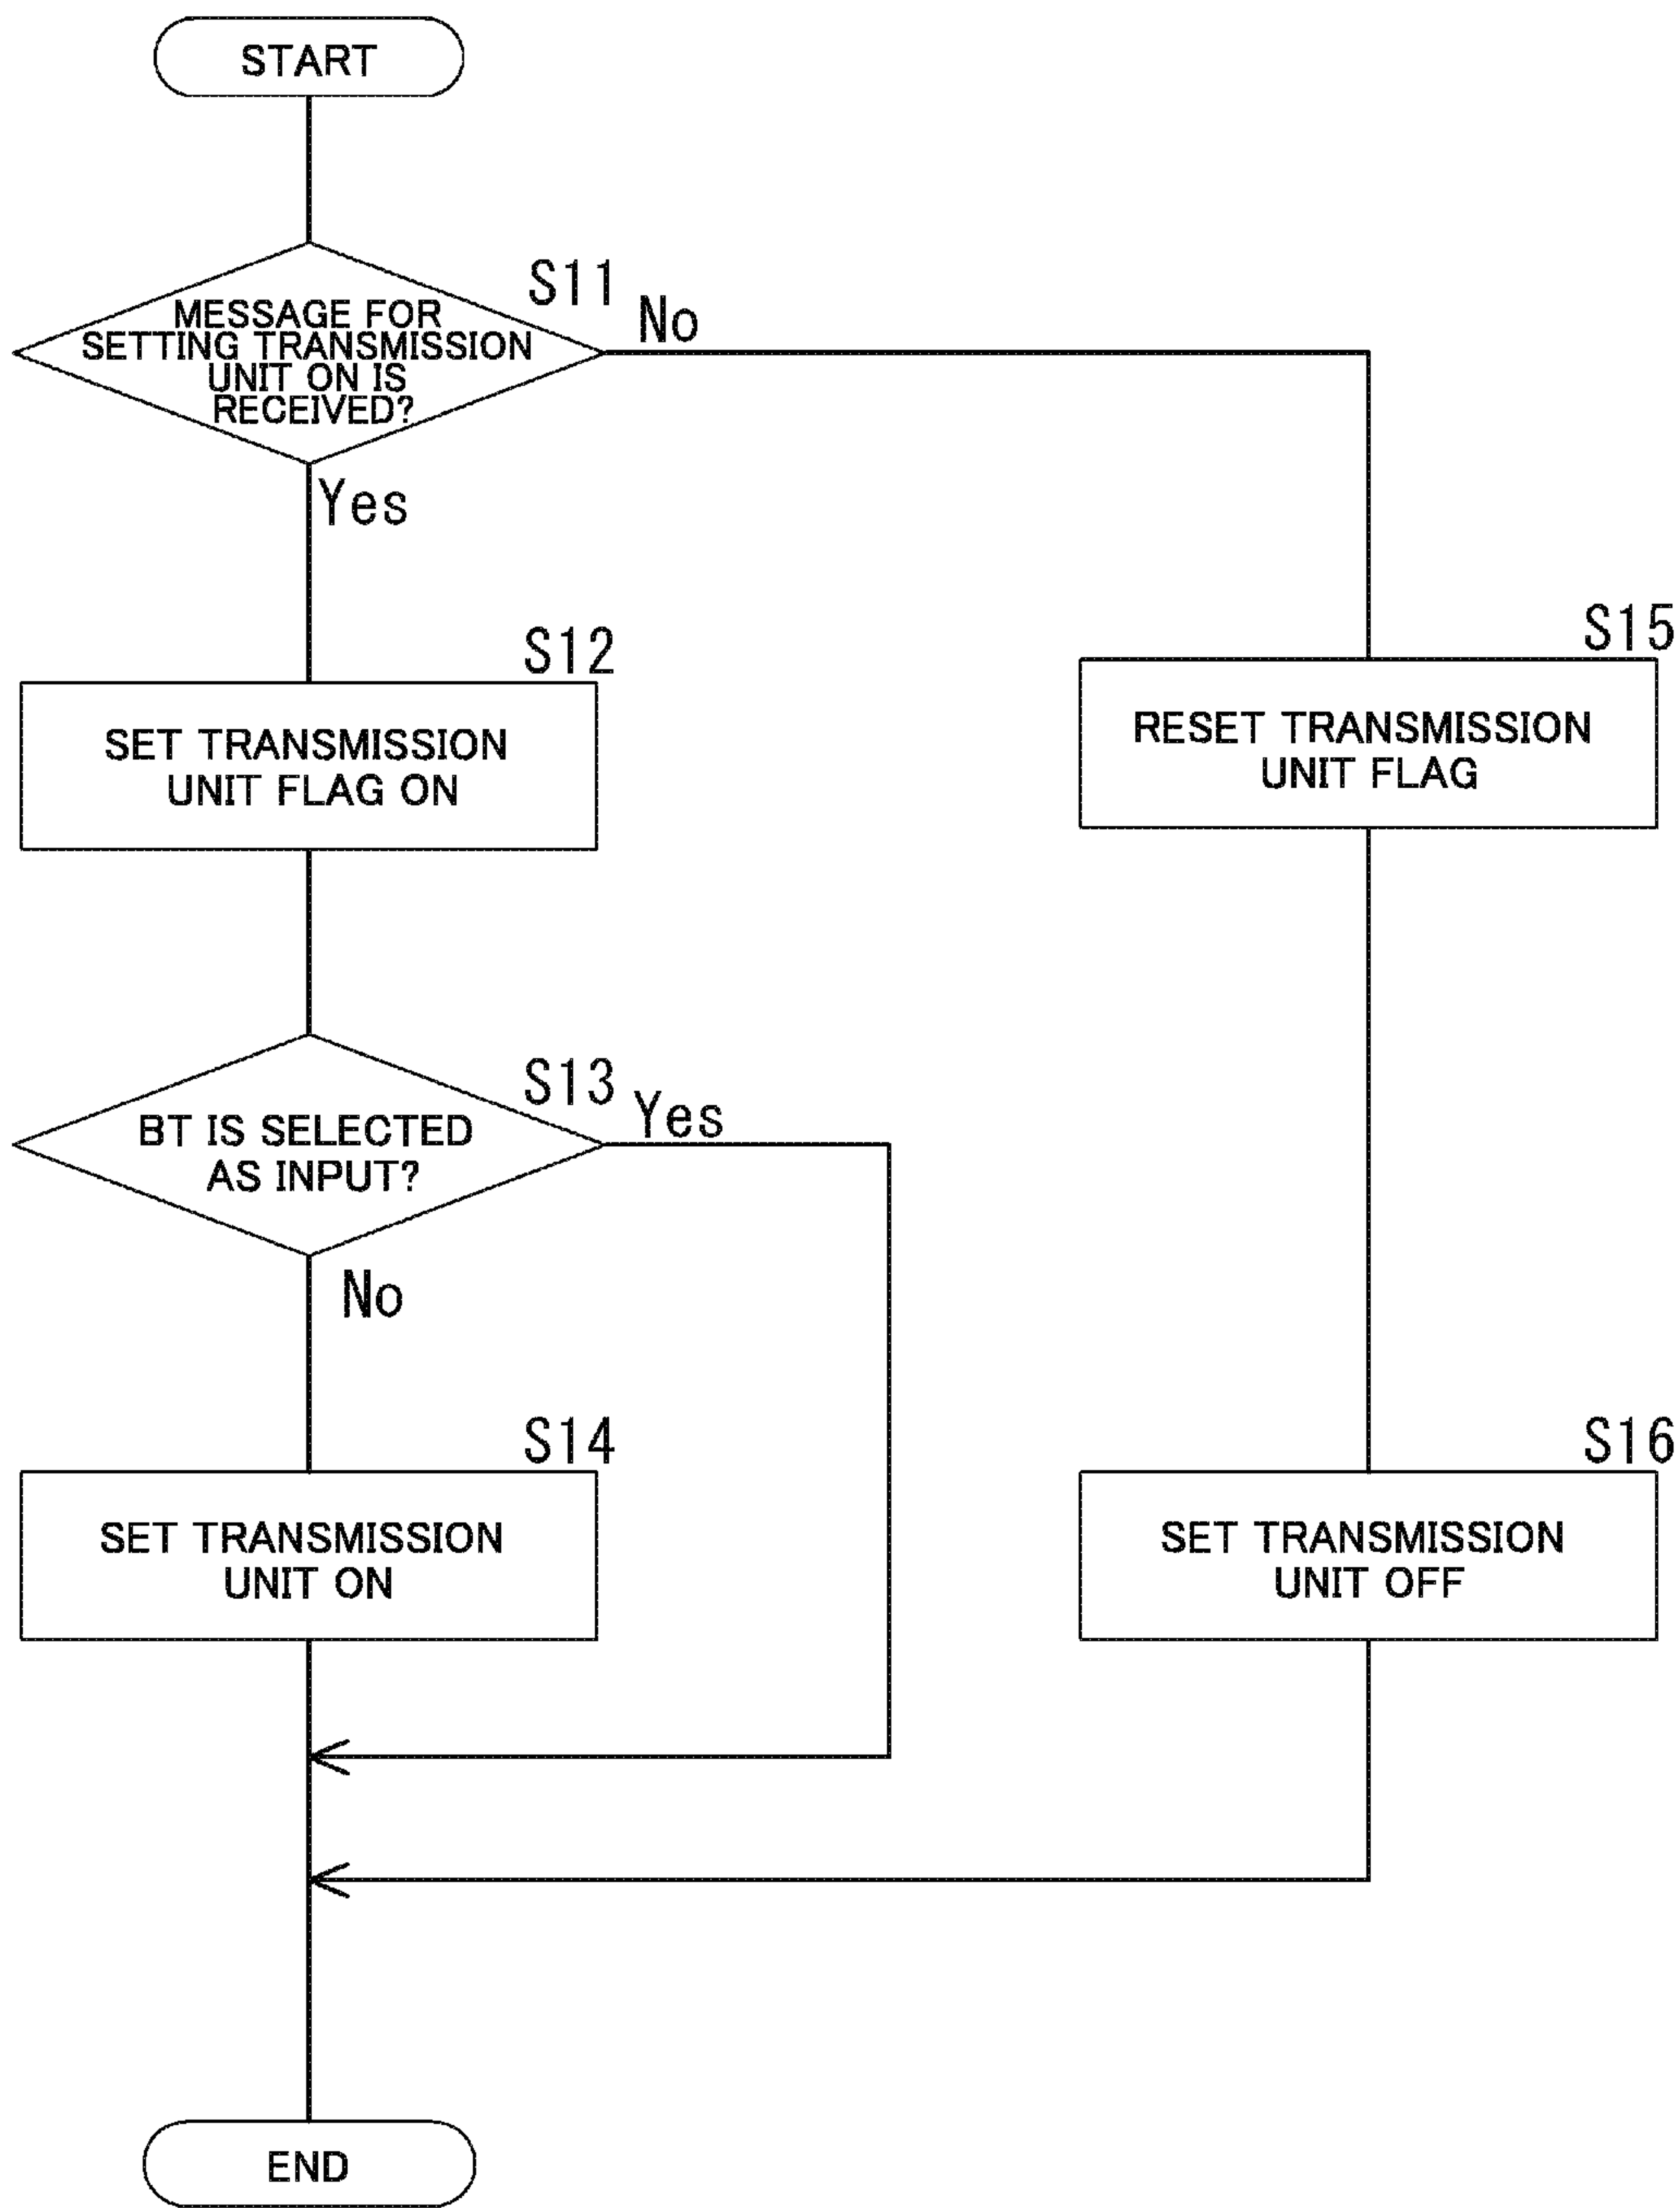 START
S11
No
MESSAGE FOR
SETTING TRANSMISSION
UNIT ON IS
RECEIVED?
Yes
S12
SET TRANSMISSION
UNIT FLAG ON
S15
RESET TRANSMISSION
UNIT FLAG
S13
Yes
BT IS SELECTED
AS INPUT?
No
S14
SET TRANSMISSION
UNIT ON
S16
SET TRANSMISSION
UNIT OFF
END